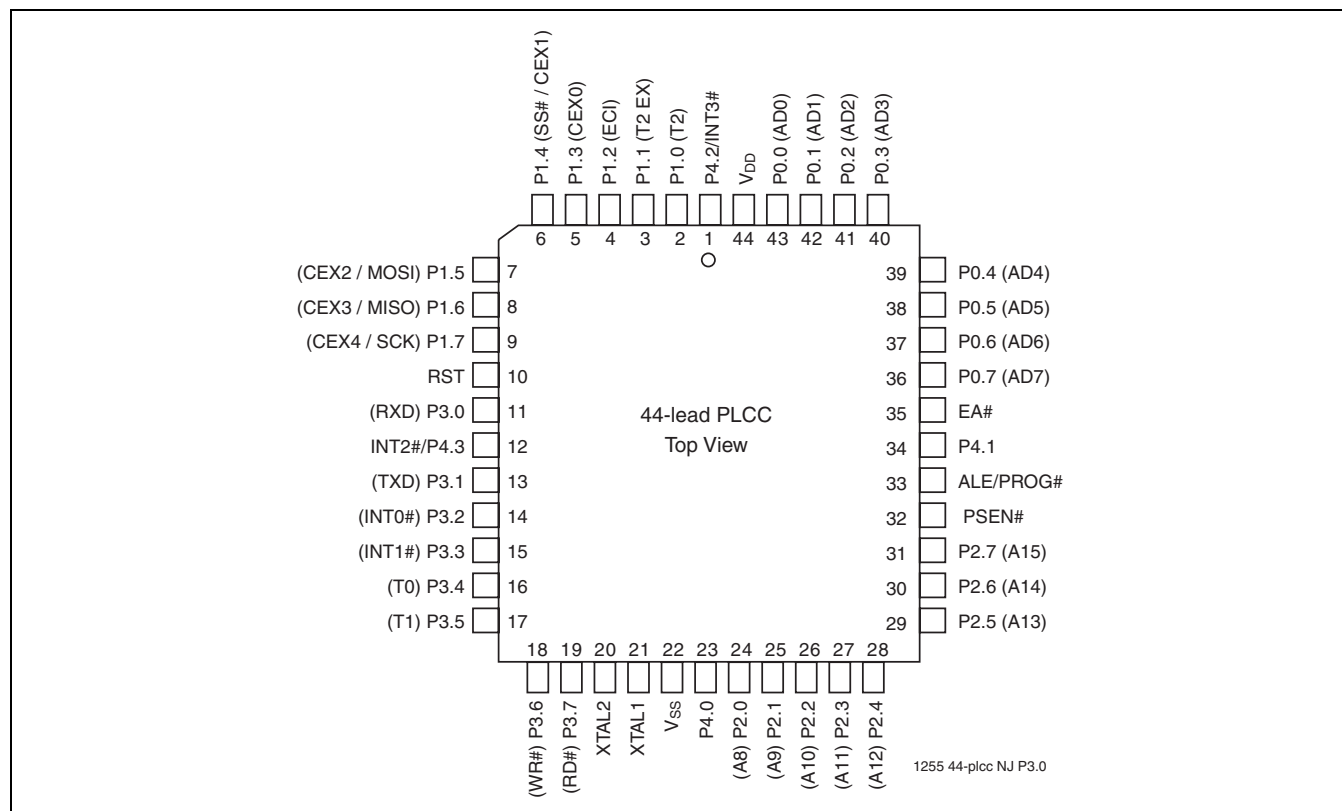 P1.4 (SS# / CEX1)
P1.3 (CEX0)
P1.2 (ECI)
P1.1 (T2 EX)
P1.0 (T2)
P4.2/INT3#
VDD
P0.0 (AD0)
P0.1 (AD1)
P0.2 (AD2)
P0.3 (AD3)
6 5 4 3 2 1 44 43 42 41 40
(CEX2 / MOSI) P1.5 7
(CEX3 / MISO) P1.6 8
(CEX4 / SCK) P1.7 9
RST 10
(RXD) P3.0 11
INT2#/P4.3 12
(TXD) P3.1 13
(INT0#) P3.2 14
(INT1#) P3.3 15
(T0) P3.4 16
(T1) P3.5 17
44-lead PLCC
Top View
39 P0.4 (AD4)
38 P0.5 (AD5)
37 P0.6 (AD6)
36 P0.7 (AD7)
35 EA#
34 P4.1
33 ALE/PROG#
32 PSEN#
31 P2.7 (A15)
30 P2.6 (A14)
29 P2.5 (A13)
18 19 20 21 22 23 24 25 26 27 28
(WR#) P3.6
(RD#) P3.7
XTAL2
XTAL1
VSS
P4.0
(A8) P2.0
(A9) P2.1
(A10) P2.2
(A11) P2.3
(A12) P2.4
1255 44-plcc NJ P3.0